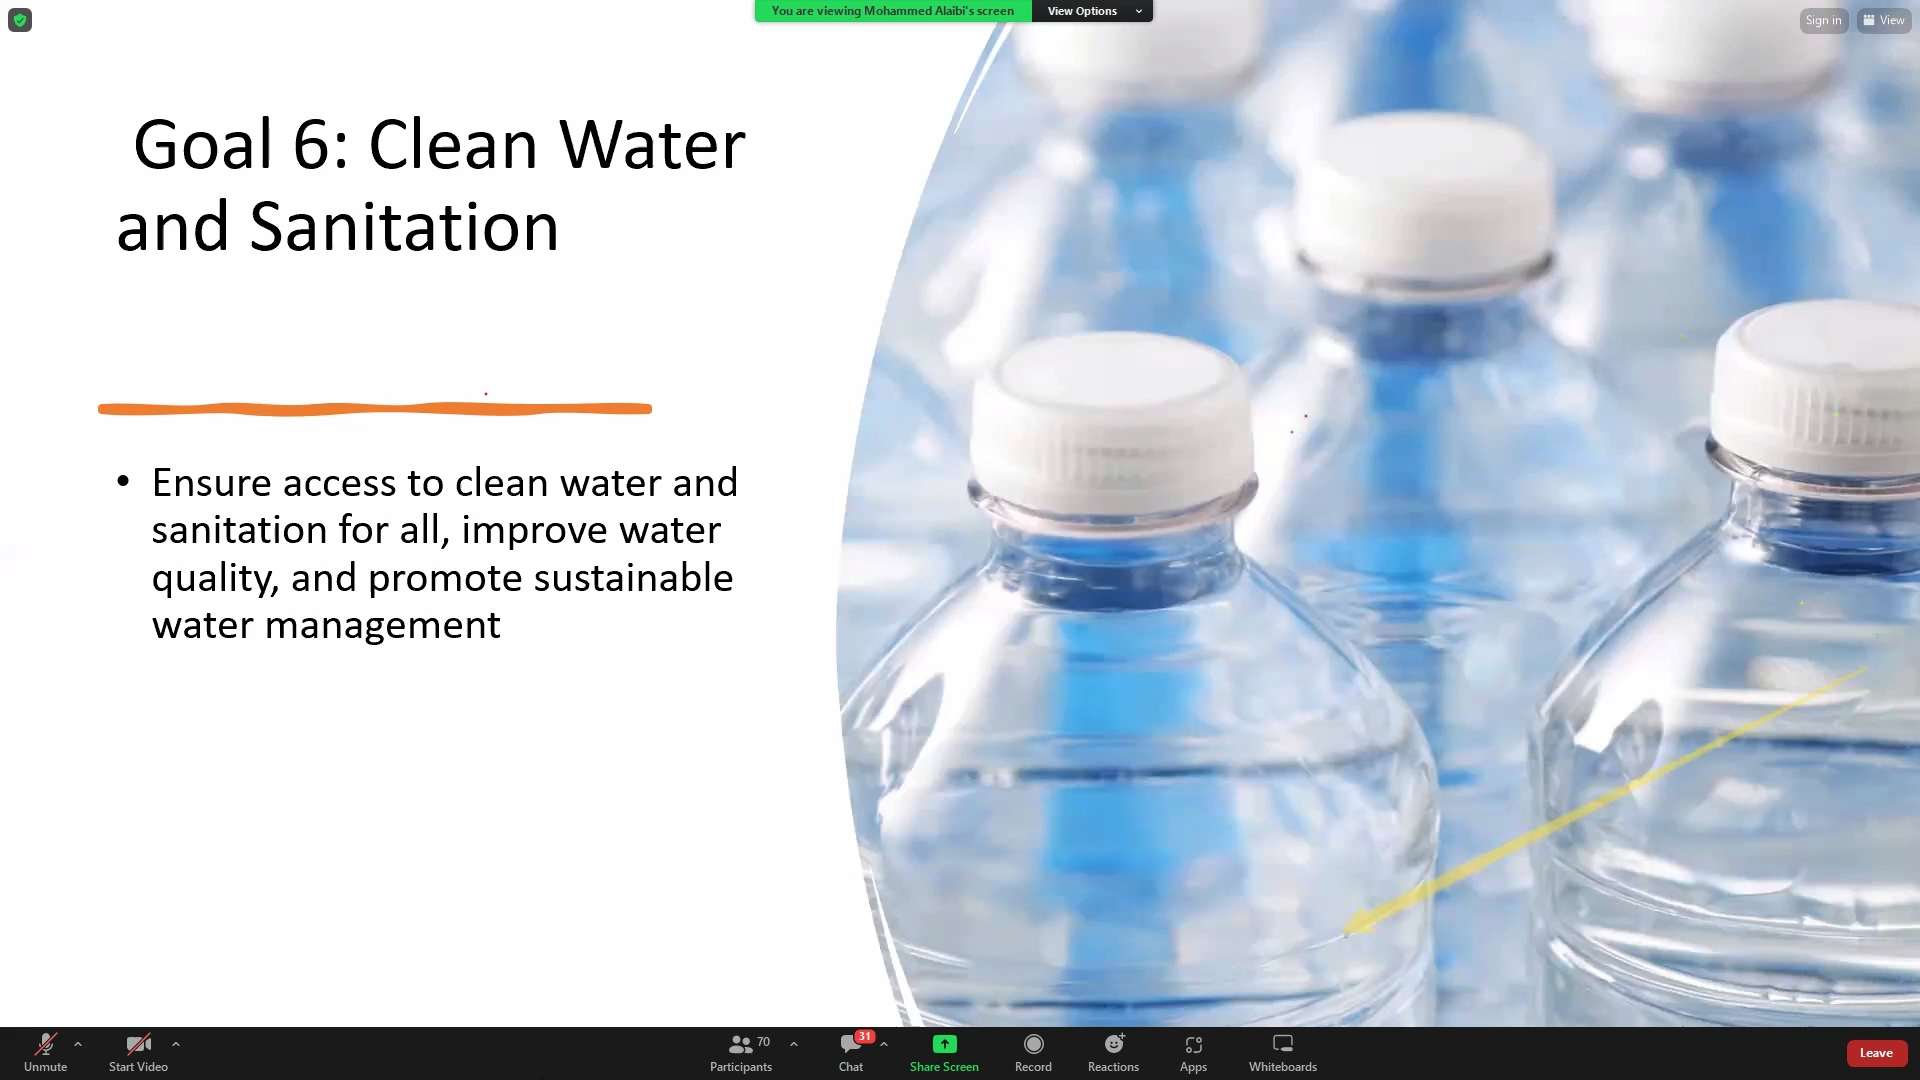 You are viewing Mohammed Alaibi's screen
View Options
Sign in
View
Goal 6: Clean Water
and Sanitation
• Ensure access to clean water and
sanitation for all, improve water
quality, and promote sustainable
water management
Unmute
Start Video
70
Participants
31
Chat
Share Screen
Record
Reactions
Apps
Whiteboards
Leave